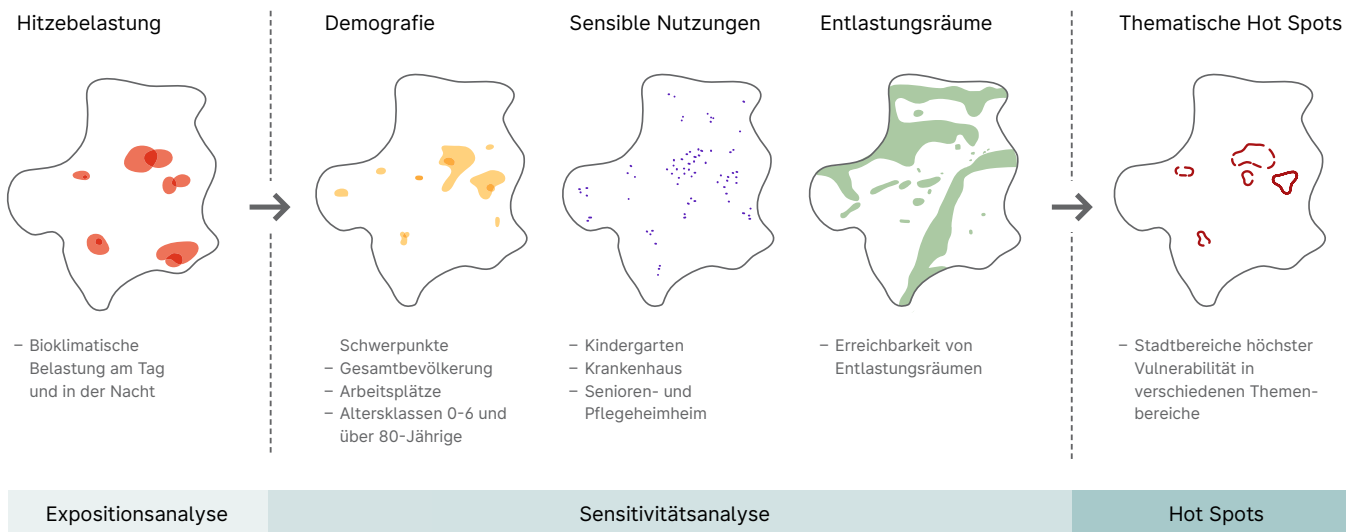 Hitzebelastung
Demografie
Sensible Nutzungen
Entlastungsräume
Thematische Hot Spots
– Bioklimatische
Belastung am Tag
und in der Nacht
Schwerpunkte
– Gesamtbevölkerung
– Arbeitsplätze
– Altersklassen 0-6 und
über 80-Jährige
– Kindergarten
– Krankenhaus
– Senioren- und
Pflegeheimheim
– Erreichbarkeit von
Entlastungsräumen
– Stadtbereiche höchster
Vulnerabilität in
verschiedenen Themen-
bereiche
Expositionsanalyse
Sensitivitätsanalyse
Hot Spots